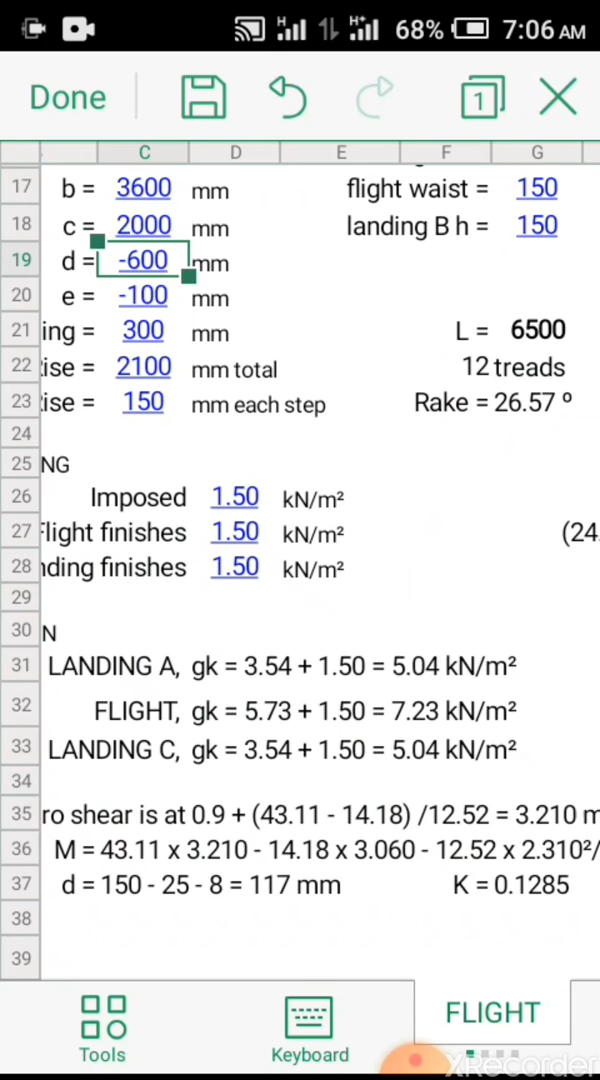 68% 7:06 AM
Done 1
C D E F G
17 b = 3600 mm flight waist = 150
18 c = 2000 mm landing B h = 150
19 d = -600 mm
20 e = -100 mm
21 ing = 300 mm L = 6500
22 ise = 2100 mm total 12 treads
23 ise = 150 mm each step Rake = 26.57 º
24
25 NG
26 Imposed 1.50 kN/m²
27 Flight finishes 1.50 kN/m² (24.
28 nding finishes 1.50 kN/m²
29
30 N
31 LANDING A, gk = 3.54 + 1.50 = 5.04 kN/m²
32 FLIGHT, gk = 5.73 + 1.50 = 7.23 kN/m²
33 LANDING C, gk = 3.54 + 1.50 = 5.04 kN/m²
34
35 ro shear is at 0.9 + (43.11 - 14.18) /12.52 = 3.210 m
36 M = 43.11 x 3.210 - 14.18 x 3.060 - 12.52 x 2.310²/
37 d = 150 - 25 - 8 = 117 mm K = 0.1285
38
39
Tools Keyboard FLIGHT
XRecorder